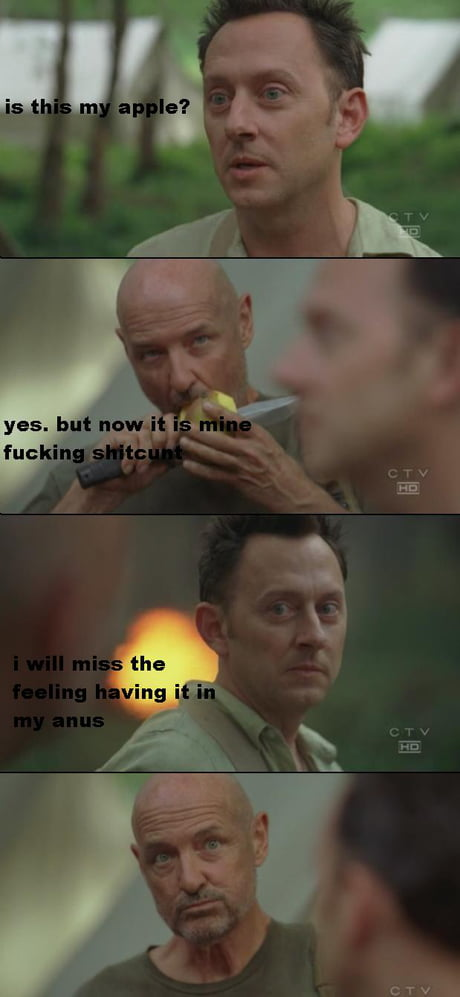 is this my apple?
CTV
HD
yes. but now it is mine
fucking shitcunt
CTV
HD
i will miss the
feeling having it in
my anus
CTV
HD
CTV